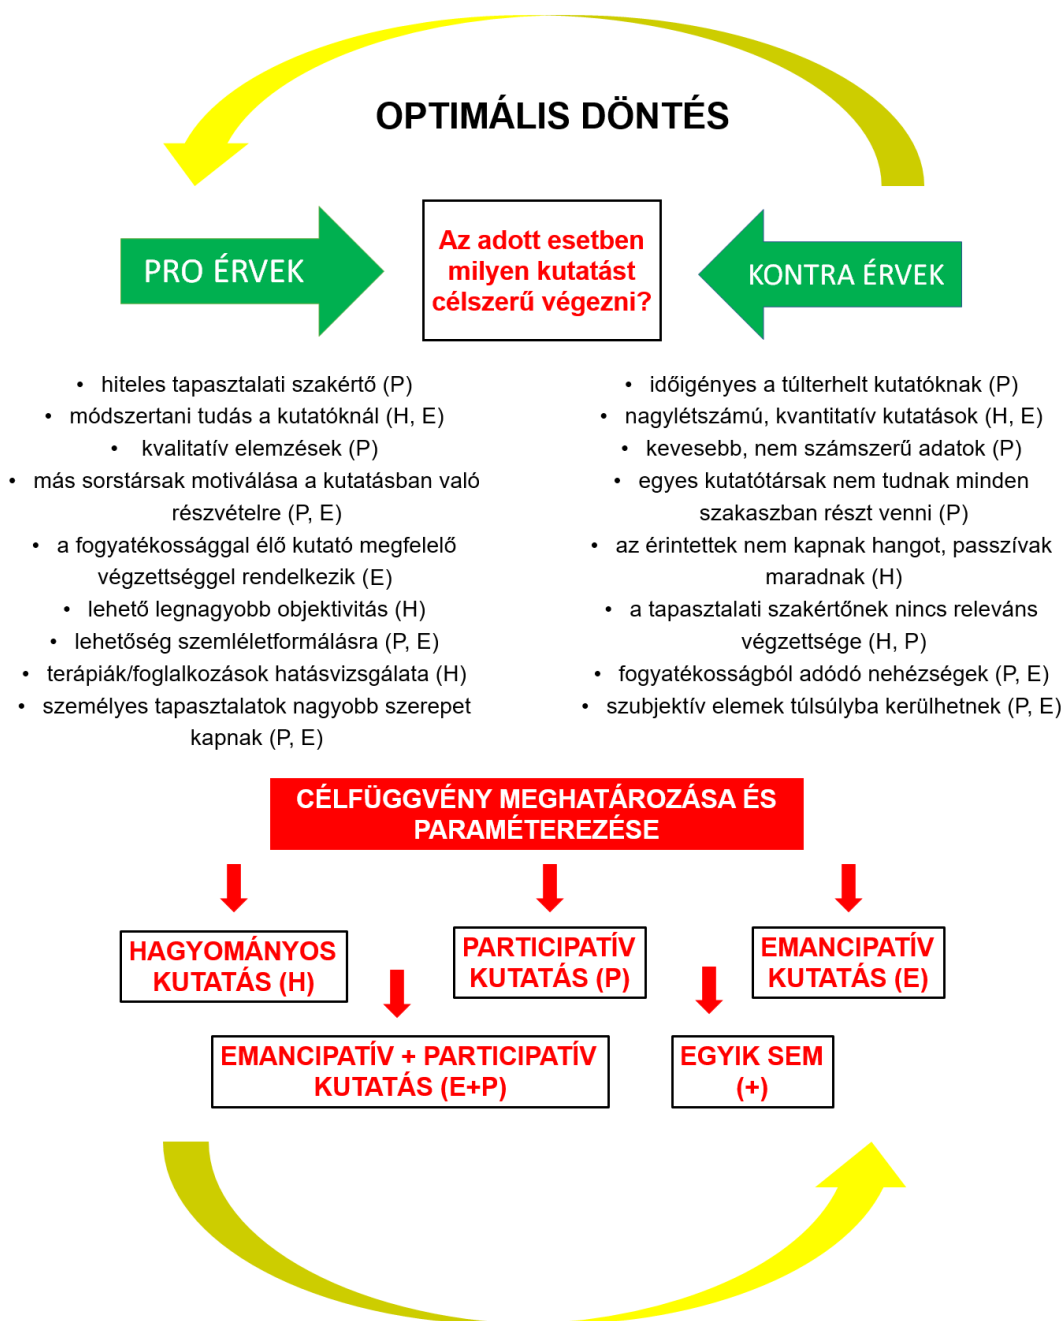 OPTIMÁLIS DÖNTÉS
PRO ÉRVEK
Az adott esetben
milyen kutatást
célszerű végezni?
KONTRA ÉRVEK
• hiteles tapasztalati szakértő (P)
• módszertani tudás a kutatóknál (H, E)
• kvalitatív elemzések (P)
• más sorstársak motiválása a kutatásban való
részvételre (P, E)
• a fogyatékossággal élő kutató megfelelő
végzettséggel rendelkezik (E)
• lehető legnagyobb objektivitás (H)
• lehetőség szemléletformálásra (P, E)
• terápiák/foglalkozások hatásvizsgálata (H)
• személyes tapasztalatok nagyobb szerepet
kapnak (P, E)
• időigényes a túlterhelt kutatóknak (P)
• nagylétszámú, kvantitatív kutatások (H, E)
• kevesebb, nem számszerű adatok (P)
• egyes kutatótársak nem tudnak minden
szakaszban részt venni (P)
• az érintettek nem kapnak hangot, passzívak
maradnak (H)
• a tapasztalati szakértőnek nincs releváns
végzettsége (H, P)
• fogyatékosságból adódó nehézségek (P, E)
• szubjektív elemek túlsúlyba kerülhetnek (P, E)
CÉLFÜGGVÉNY MEGHATÁROZÁSA ÉS
PARAMÉTEREZÉSE
HAGYOMÁNYOS
KUTATÁS (H)
PARTICIPATÍV
KUTATÁS (P)
EMANCIPATÍV
KUTATÁS (E)
EMANCIPATÍV + PARTICIPATÍV
KUTATÁS (E+P)
EGYIK SEM
(+)